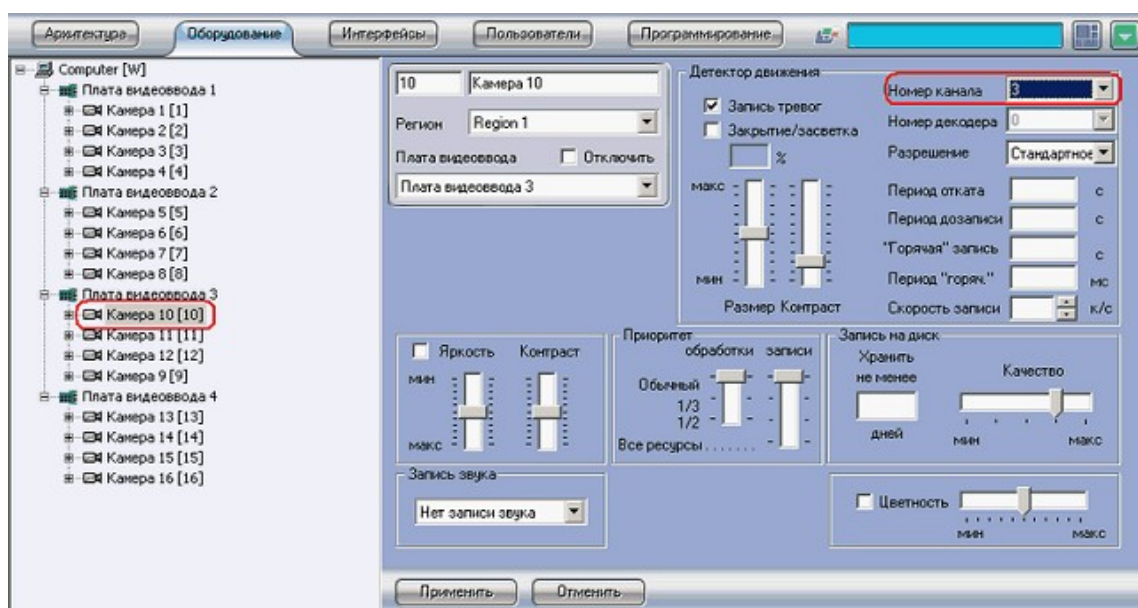 Архитектура Оборудование Интерфейсы Пользователи Программирование
Computer [W]
Плата видеоввода 1
Камера 1 [1]
Камера 2 [2]
Камера 3 [3]
Камера 4 [4]
Плата видеоввода 2
Камера 5 [5]
Камера 6 [6]
Камера 7 [7]
Камера 8 [8]
Плата видеоввода 3
Камера 10 [10]
Камера 11 [11]
Камера 12 [12]
Камера 9 [9]
Плата видеоввода 4
Камера 13 [13]
Камера 14 [14]
Камера 15 [15]
Камера 16 [16]
10 Камера 10
Регион Region 1
Плата видеоввода Отключить
Плата видеоввода 3
Детектор движения
Запись тревог
Закрытие/засветка
%
макс
мин
Размер Контраст
Номер канала 3
Номер декодера 0
Разрешение Стандартное
Период отката с
Период дозаписи с
"Горячая" запись с
Период "горяч." мс
Скорость записи к/с
Яркость Контраст
мин
макс
Приоритет
обработки записи
Обычный
1/3
1/2
Все ресурсы.......
Запись на диск
Хранить
не менее
дней
Качество
мин макс
Запись звука
Нет записи звука
Цветность
мин макс
Применить Отменить